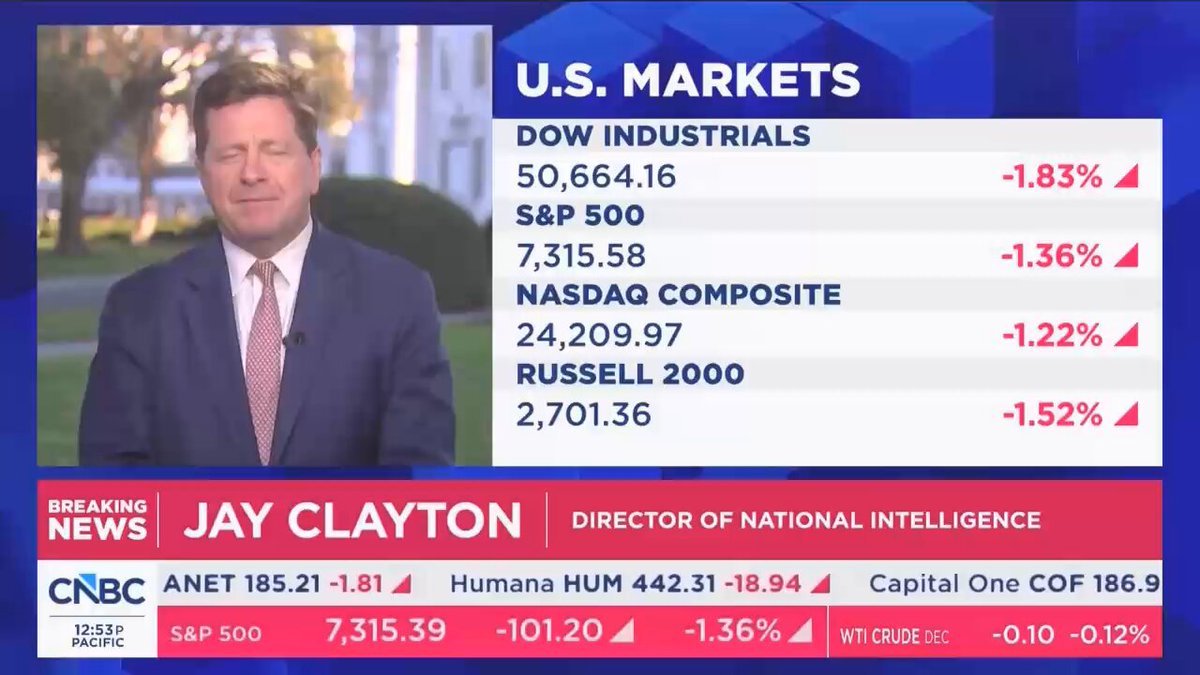 U.S. MARKETS
DOW INDUSTRIALS
50,664.16 -1.83%
S&P 500
7,315.58 -1.36%
NASDAQ COMPOSITE
24,209.97 -1.22%
RUSSELL 2000
2,701.36 -1.52%
BREAKING NEWS
JAY CLAYTON
DIRECTOR OF NATIONAL INTELLIGENCE
CNBC
ANET 185.21 -1.81 Humana HUM 442.31 -18.94 Capital One COF 186.9
12:53P
PACIFIC
S&P 500 7,315.39 -101.20 -1.36% WTI CRUDE DEC -0.10 -0.12%